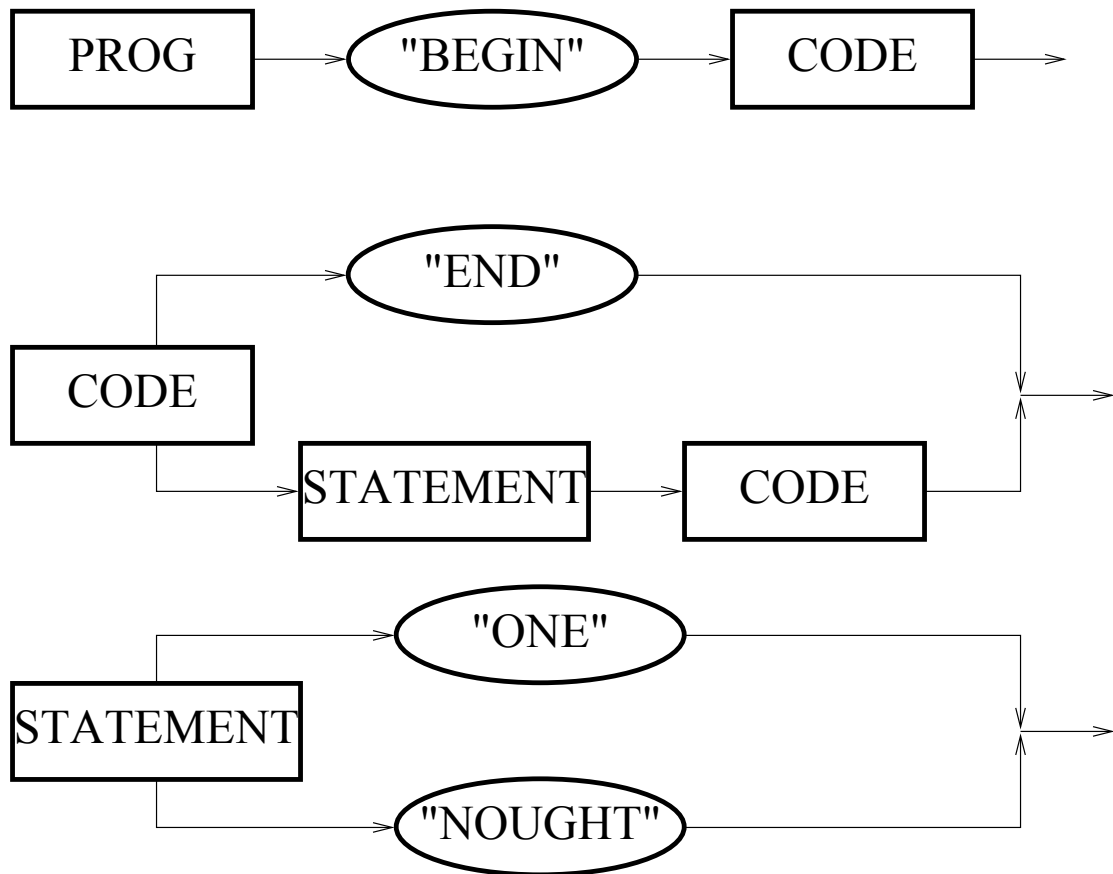 PROG "BEGIN" CODE
"END"
CODE
STATEMENT CODE
"ONE"
STATEMENT
"NOUGHT"